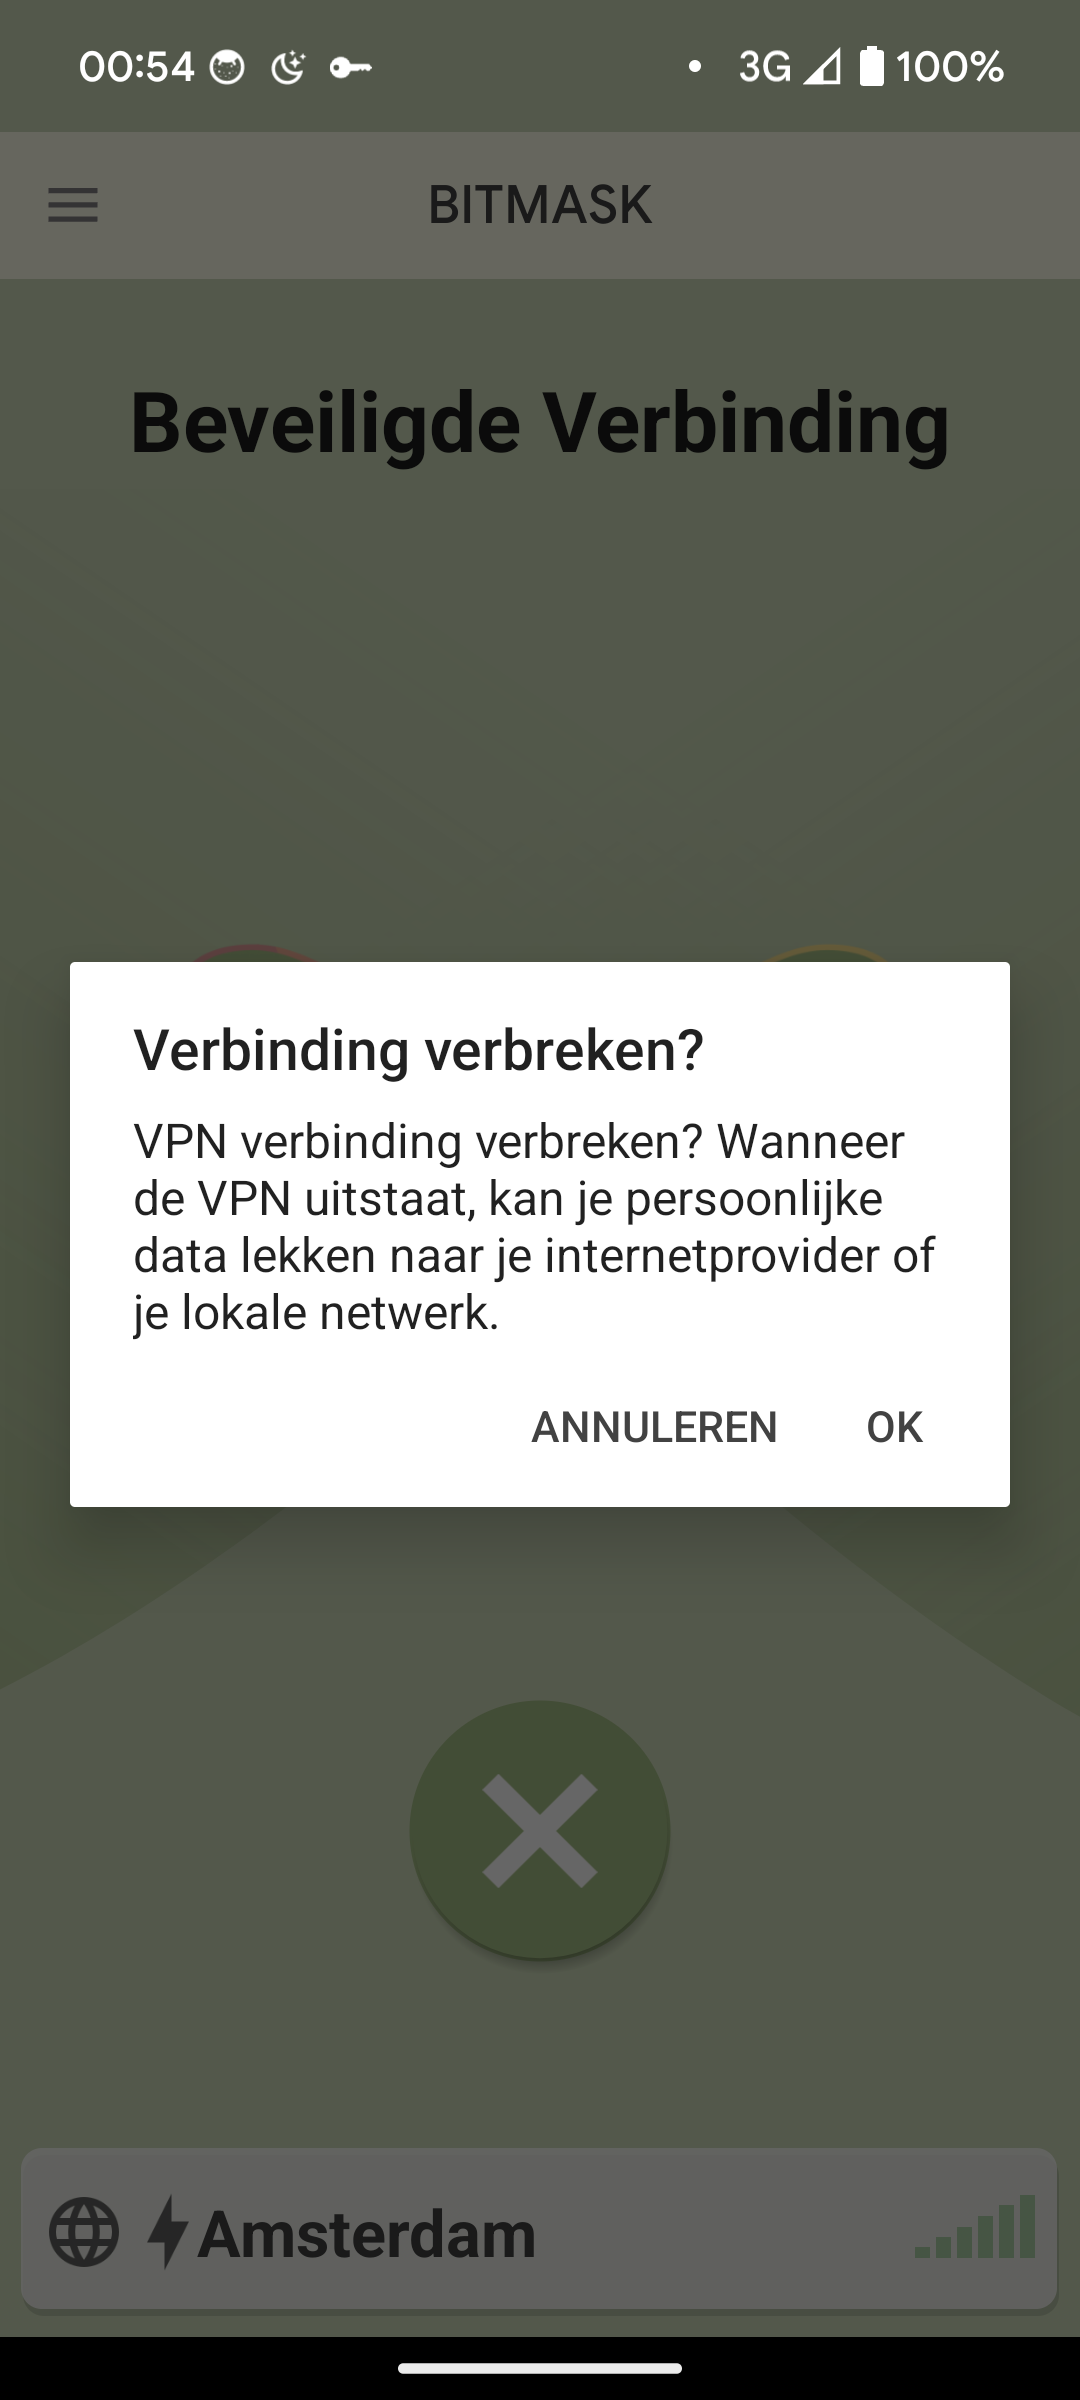 00:54
3G 100%
BITMASK
Beveiligde Verbinding
Verbinding verbreken?
VPN verbinding verbreken? Wanneer
de VPN uitstaat, kan je persoonlijke
data lekken naar je internetprovider of
je lokale netwerk.
ANNULEREN OK
Amsterdam